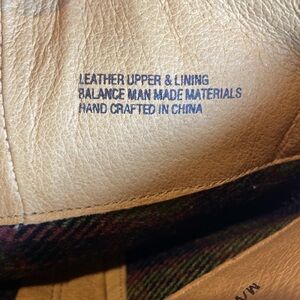 LEATHER UPPER & LINING
BALANCE MAN MADE MATERIALS
HAND CRAFTED IN CHINA